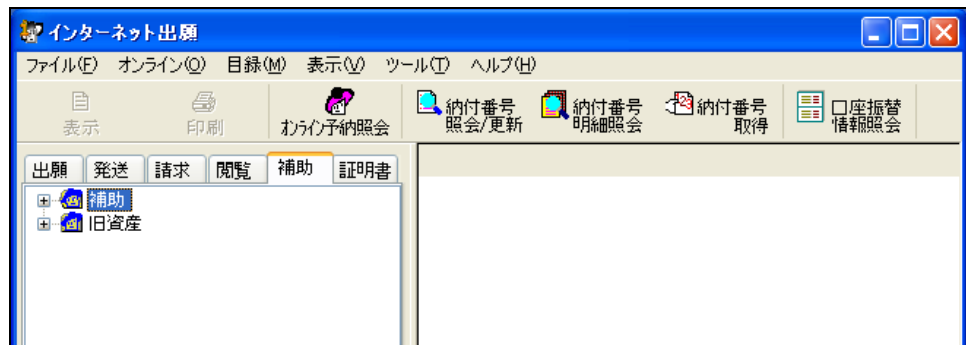 インターネット出願
ファイル(F) オンライン(O) 目録(M) 表示(V) ツール(T) ヘルプ(H)
表示
印刷
オンライン予納照会
納付番号
照会/更新
納付番号
明細照会
納付番号
取得
口座振替
情報照会
出願 発送 請求 閲覧 補助 証明書
補助
旧資産